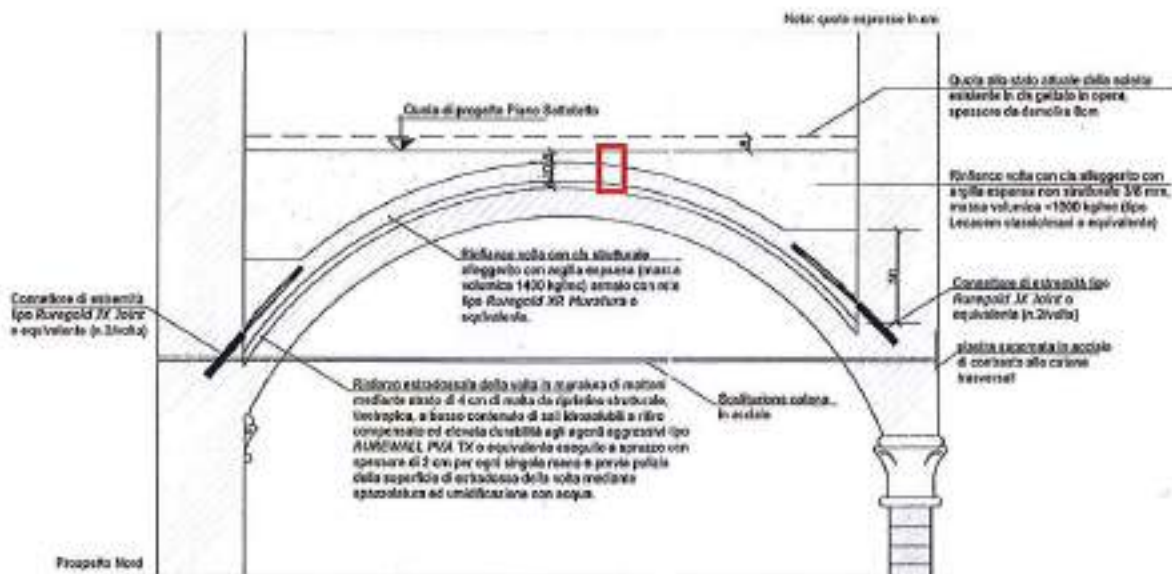 Nota: quote espresse in cm
Quota allo stato attuale della soletta
esistente in cls gettato in opera,
spessore da demolire 8cm
Quota di progetto Piano Sottotetto
Rinfianco volta con cls alleggerito con
argilla espansa non strutturale 3/8 mm,
massa volumica =1000 kg/mc (tipo
Lecacem classic/maxi o equivalente)
Rinfianco volta con cls strutturale
alleggerito con argilla espansa (massa
volumica 1400 kg/mc) armato con rete
tipo Ruregold XR Muratura o
equivalente.
Connettore di estremità
tipo Ruregold JX Joint
o equivalente (n.2/volta)
Connettore di estremità tipo
Ruregold JX Joint o
equivalente (n.2/volta)
piastra sagomata in acciaio
di contrasto alle catene
trasversali
Rinforzo estradossale della volta in muratura di mattoni
mediante strato di 4 cm di malta da ripristino strutturale,
tixotropica, a basso contenuto di sali idrosolubili a ritiro
compensato ed elevata durabilità agli agenti aggressivi tipo
RUREWALL PVA TX o equivalente eseguito a spruzzo con
spessore di 2 cm per ogni singola mano e previa pulizia
della superficie di estradosso della volta mediante
spazzolatura ed umidificazione con acqua.
Sostituzione catena
in acciaio
Prospetto Nord